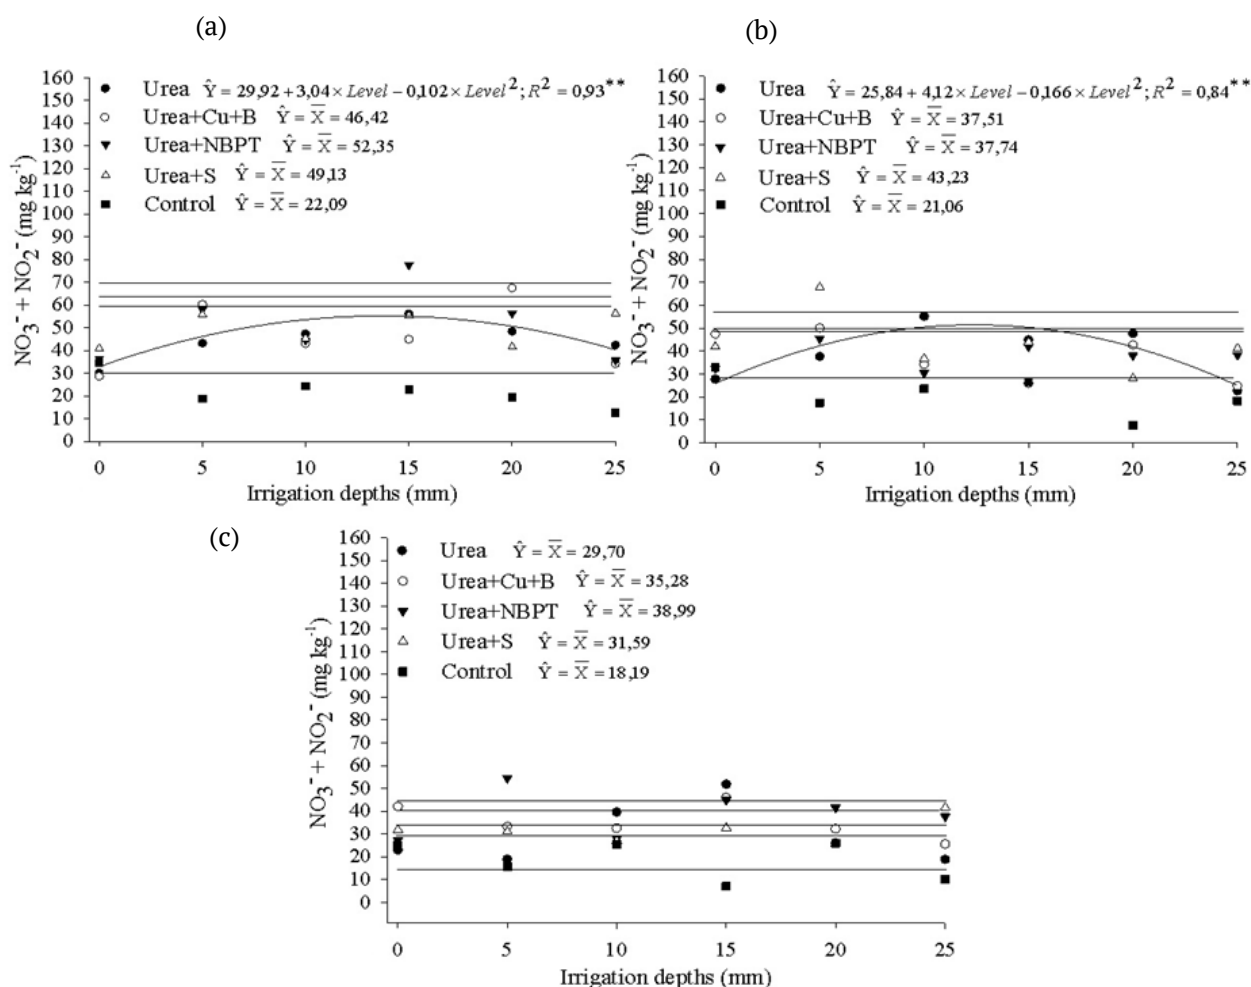 (a)
Urea Ŷ = 29,92 + 3,04 × Level − 0,102 × Level²; R² = 0,93**
Urea+Cu+B Ŷ = X̄ = 46,42
Urea+NBPT Ŷ = X̄ = 52,35
Urea+S Ŷ = X̄ = 49,13
Control Ŷ = X̄ = 22,09
160
150
140
130
120
110
100
90
80
70
60
50
40
30
20
10
0
NO₃⁻ + NO₂⁻ (mg kg⁻¹)
0 5 10 15 20 25
Irrigation depths (mm)
(b)
Urea Ŷ = 25,84 + 4,12 × Level − 0,166 × Level²; R² = 0,84**
Urea+Cu+B Ŷ = X̄ = 37,51
Urea+NBPT Ŷ = X̄ = 37,74
Urea+S Ŷ = X̄ = 43,23
Control Ŷ = X̄ = 21,06
160
150
140
130
120
110
100
90
80
70
60
50
40
30
20
10
0
NO₃⁻ + NO₂⁻ (mg kg⁻¹)
0 5 10 15 20 25
Irrigation depths (mm)
(c)
Urea Ŷ = X̄ = 29,70
Urea+Cu+B Ŷ = X̄ = 35,28
Urea+NBPT Ŷ = X̄ = 38,99
Urea+S Ŷ = X̄ = 31,59
Control Ŷ = X̄ = 18,19
160
150
140
130
120
110
100
90
80
70
60
50
40
30
20
10
0
NO₃⁻ + NO₂⁻ (mg kg⁻¹)
0 5 10 15 20 25
Irrigation depths (mm)